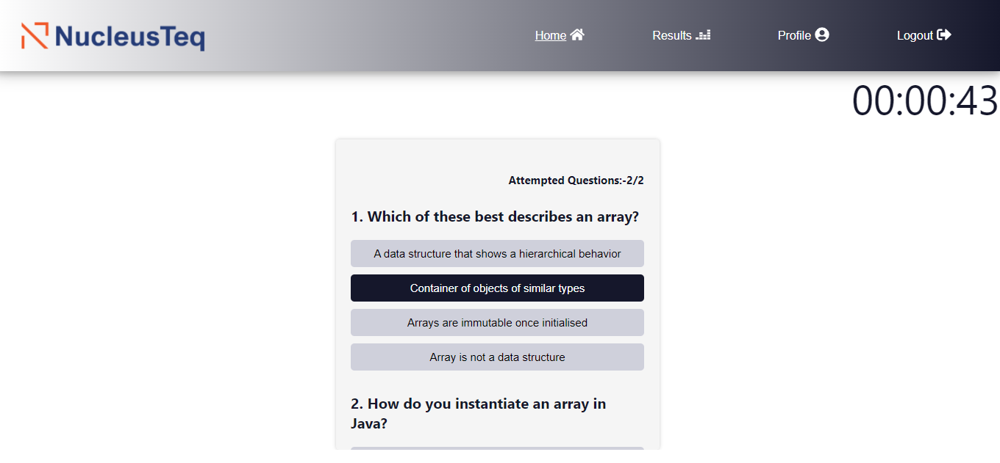 NucleusTeq
Home
Results
Profile
Logout
00:00:43
Attempted Questions:-2/2
1. Which of these best describes an array?
A data structure that shows a hierarchical behavior
Container of objects of similar types
Arrays are immutable once initialised
Array is not a data structure
2. How do you instantiate an array in
Java?